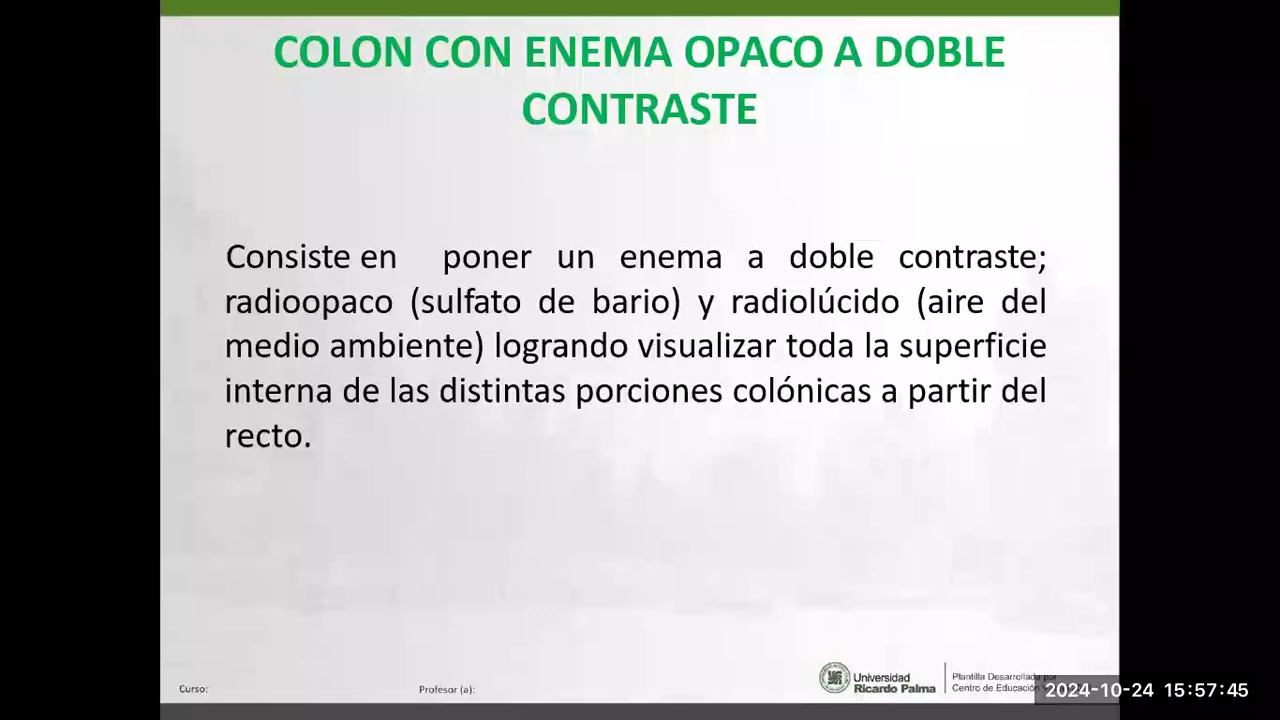 COLON CON ENEMA OPACO A DOBLE
CONTRASTE
Consiste en poner un enema a doble contraste;
radioopaco (sulfato de bario) y radiolúcido (aire del
medio ambiente) logrando visualizar toda la superficie
interna de las distintas porciones colónicas a partir del
recto.
Curso:
Profesor (a):
Universidad
Ricardo Palma
Plantilla Desarrollada por
Centro de Educación
2024-10-24 15:57:45